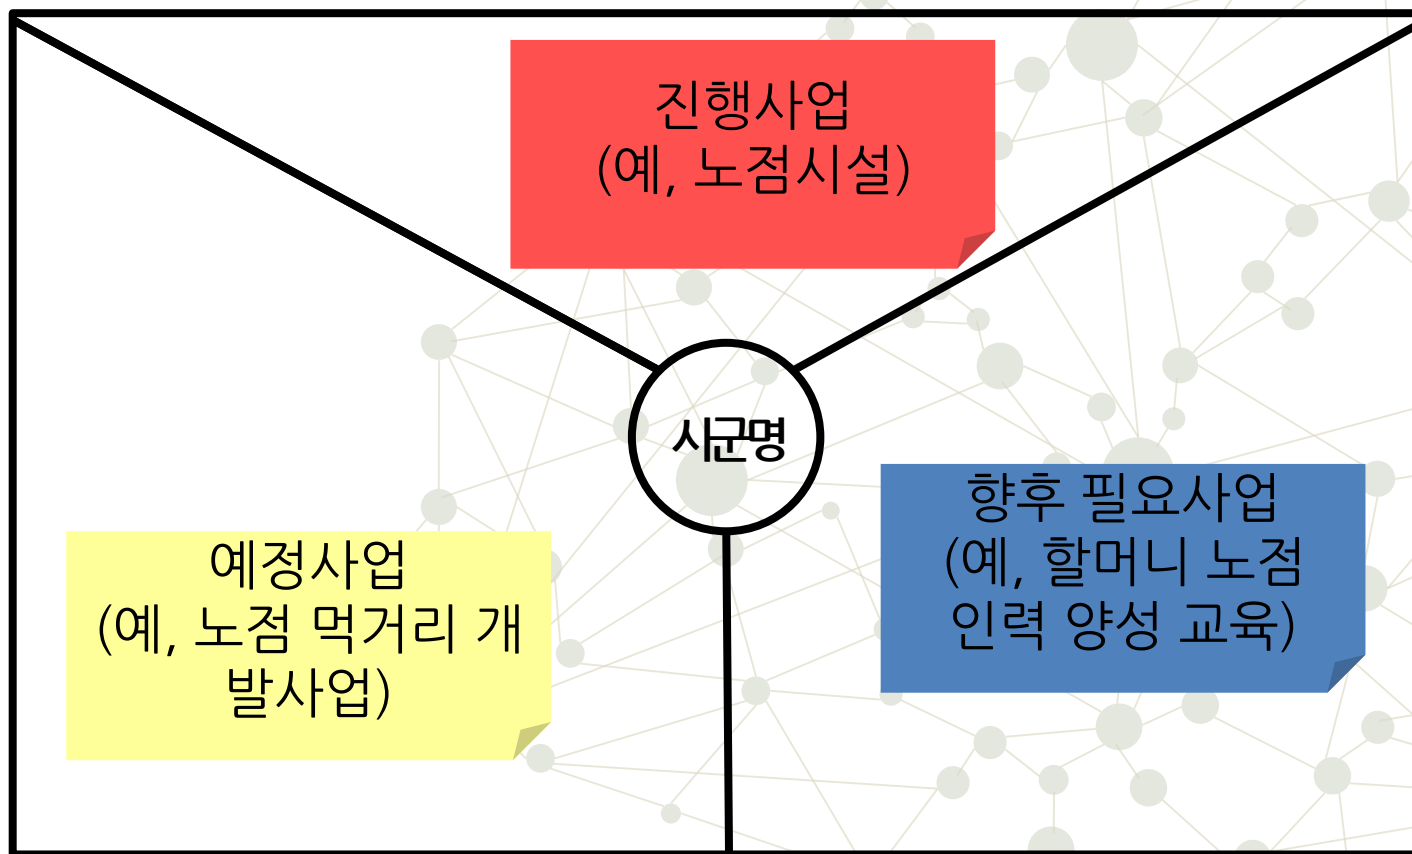 진행사업
(예, 노점시설)
시군명
예정사업
(예, 노점 먹거리 개
발사업)
향후 필요사업
(예, 할머니 노점
인력 양성 교육)